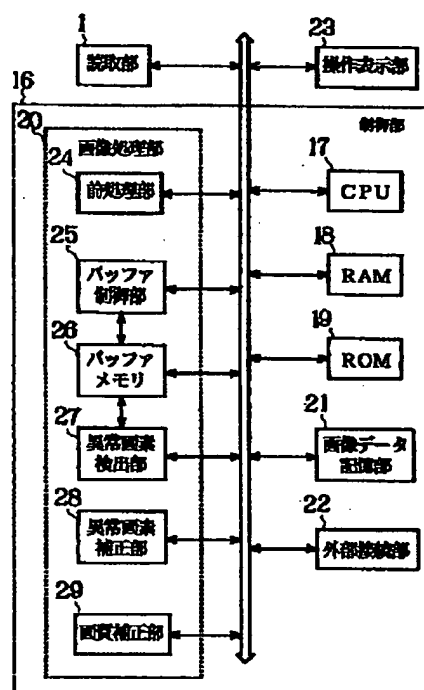 1
読取部
23
操作表示部
16
制御部
20
画像処理部
24
前処理部
17
CPU
25
バッファ
制御部
18
RAM
26
バッファ
メモリ
19
ROM
27
異常画素
検出部
21
画像データ
記憶部
28
異常画素
補正部
22
外部接続部
29
画質補正部